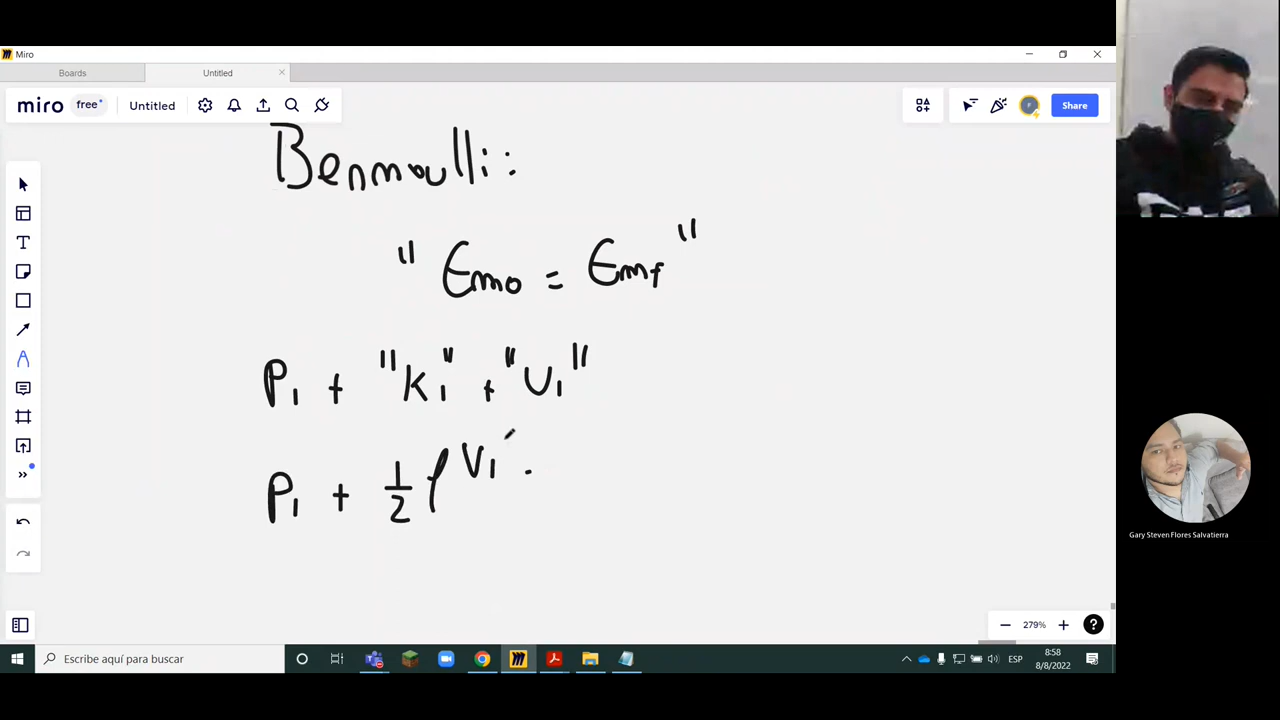 Miro
Boards
Untitled
miro free Untitled
Share
Bernmoulli:
" Emo = Emf "
P1 + "K1" + "U1"
P1 + 1/2 ρ V1
Gary Steven Flores Salvatierra
279%
Escribe aquí para buscar
ESP
8:58
8/8/2022